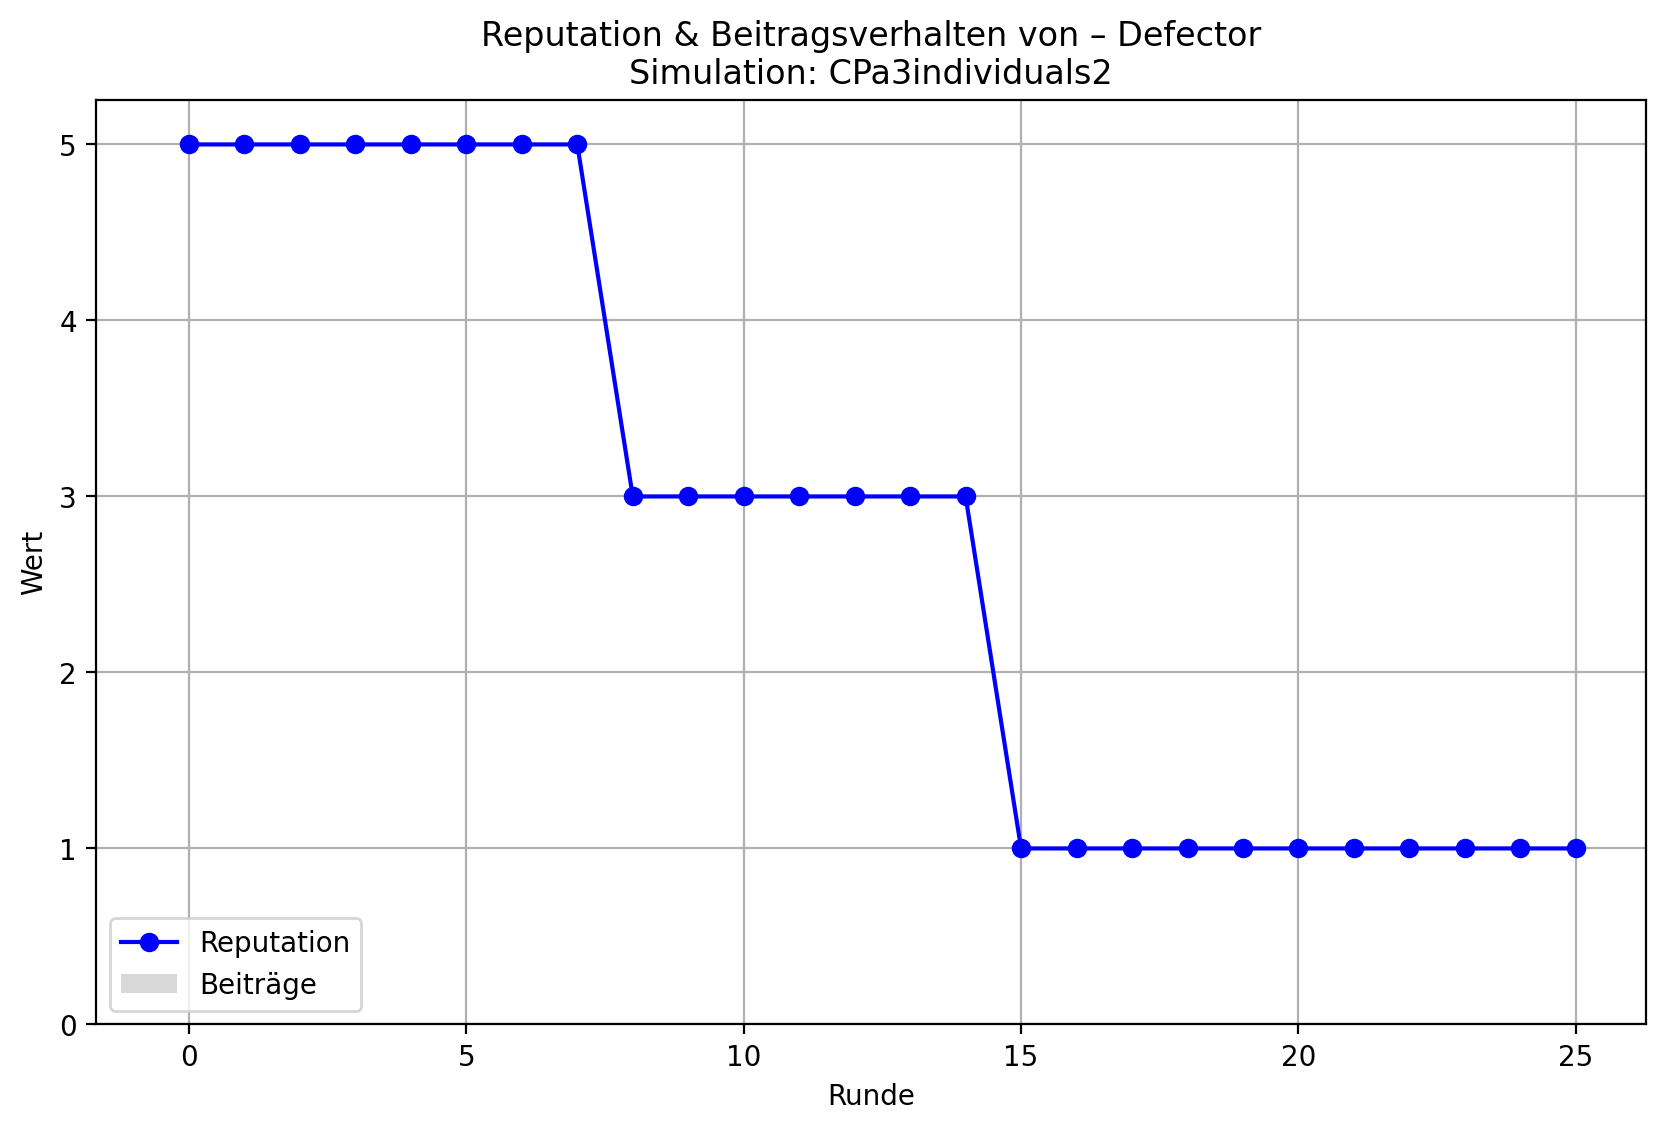 Reputation & Beitragsverhalten von – Defector
Simulation: CPa3individuals2
5
4
3
2
1
0
Wert
Reputation
Beiträge
0 5 10 15 20 25
Runde